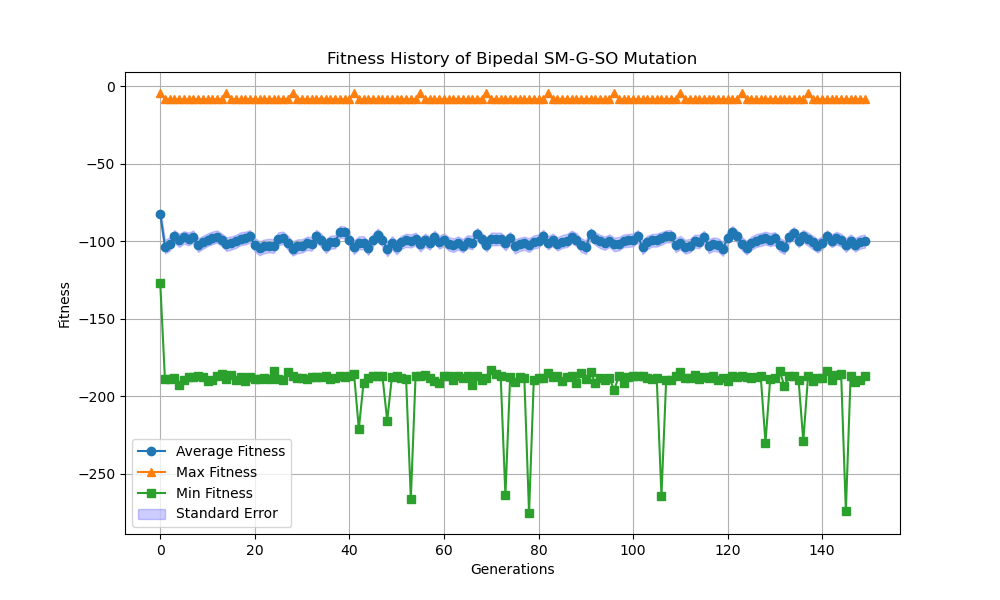 Fitness History of Bipedal SM-G-SO Mutation
Fitness
0
−50
−100
−150
−200
−250
Average Fitness
Max Fitness
Min Fitness
Standard Error
0 20 40 60 80 100 120 140
Generations